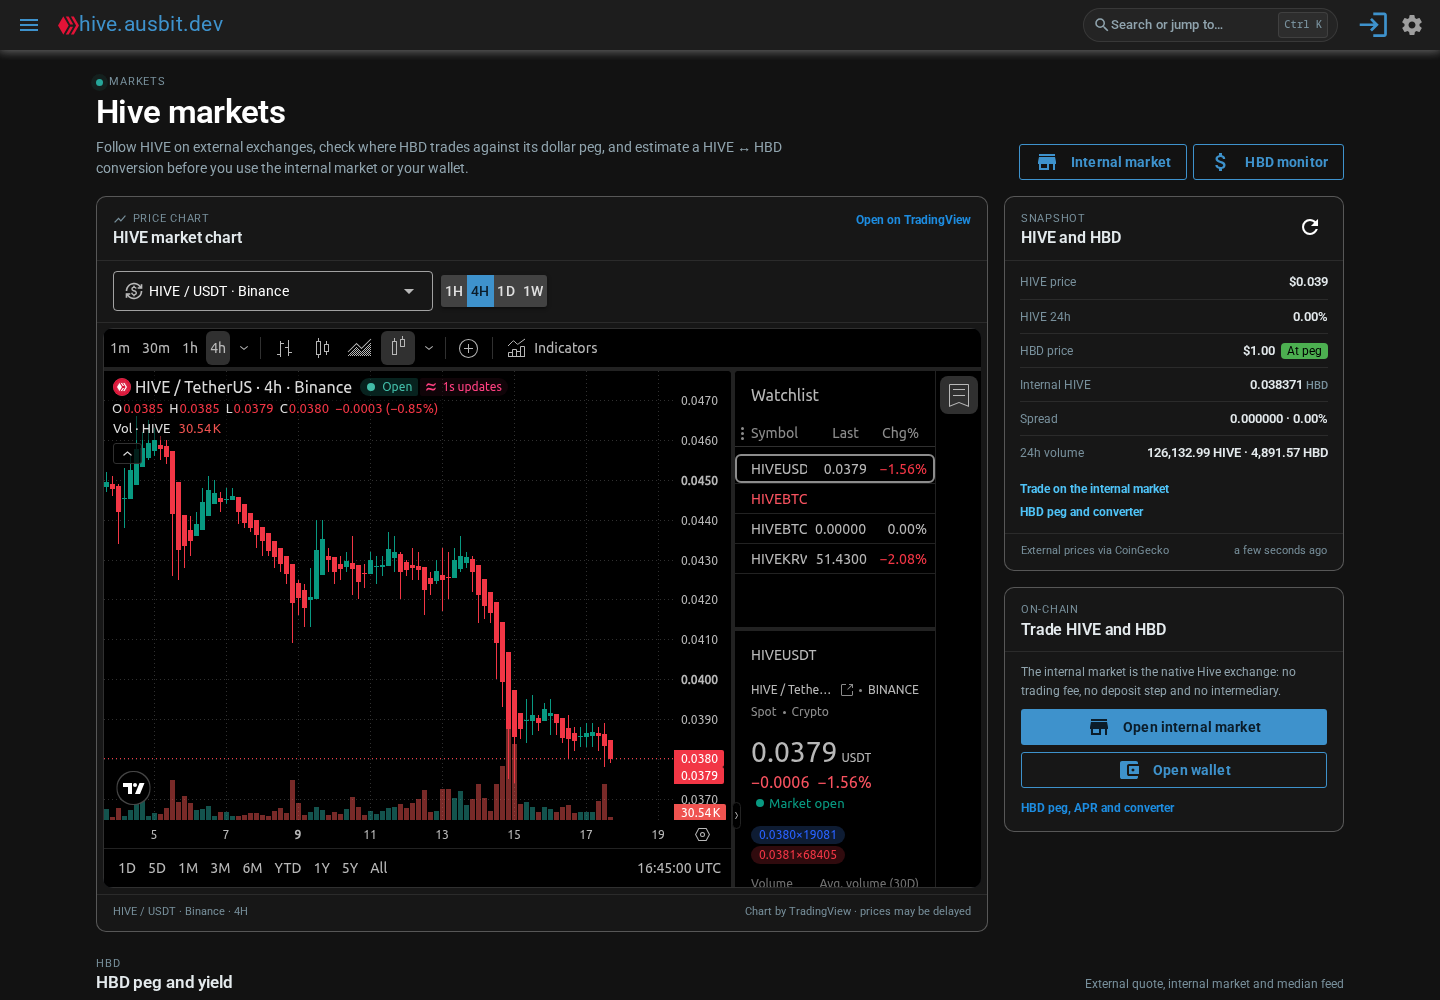 hive.ausbit.dev
Search or jump to...
Ctrl K
MARKETS
Hive markets
Follow HIVE on external exchanges, check where HBD trades against its dollar peg, and estimate a HIVE ↔ HBD
conversion before you use the internal market or your wallet.
Internal market
HBD monitor
PRICE CHART
HIVE market chart
Open on TradingView
HIVE / USDT · Binance
1H 4H 1D 1W
1m 30m 1h 4h
Indicators
HIVE / TetherUS · 4h · Binance
Open
1s updates
O0.0385 H0.0385 L0.0379 C0.0380 −0.0003 (−0.85%)
Vol · HIVE 30.54K
0.0470
0.0460
0.0450
0.0440
0.0430
0.0420
0.0410
0.0400
0.0390
0.0380
0.0379
0.0370
30.54K
5 7 9 11 13 15 17 19
1D 5D 1M 3M 6M YTD 1Y 5Y All
16:45:00 UTC
Watchlist
Symbol Last Chg%
HIVEUSD 0.0379 −1.56%
HIVEBTC
HIVEBTC 0.00000 0.00%
HIVEKRW 51.4300 −2.08%
HIVEUSDT
HIVE / Tethe... • BINANCE
Spot • Crypto
0.0379 USDT
−0.0006 −1.56%
Market open
0.0380×19081
0.0381×68405
Volume Avg. volume (30D)
HIVE / USDT · Binance · 4H
Chart by TradingView · prices may be delayed
SNAPSHOT
HIVE and HBD
HIVE price $0.039
HIVE 24h 0.00%
HBD price $1.00 At peg
Internal HIVE 0.038371 HBD
Spread 0.000000 · 0.00%
24h volume 126,132.99 HIVE · 4,891.57 HBD
Trade on the internal market
HBD peg and converter
External prices via CoinGecko a few seconds ago
ON-CHAIN
Trade HIVE and HBD
The internal market is the native Hive exchange: no
trading fee, no deposit step and no intermediary.
Open internal market
Open wallet
HBD peg, APR and converter
HBD
HBD peg and yield
External quote, internal market and median feed